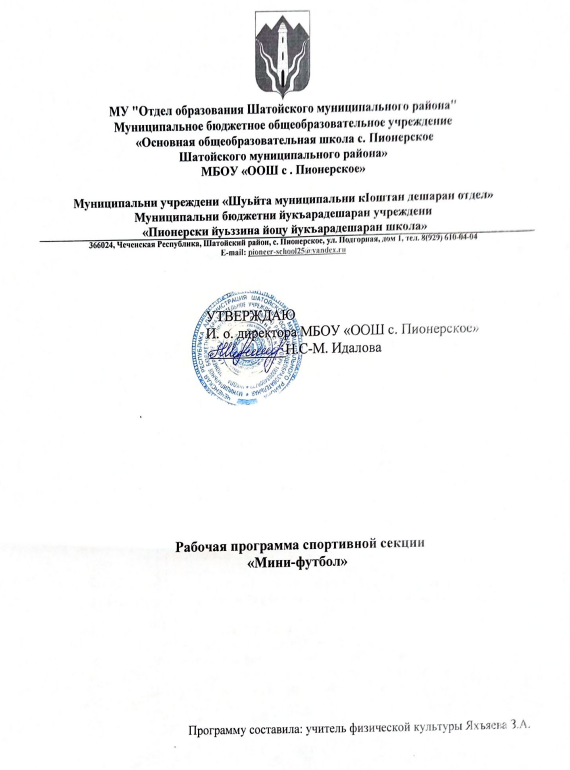 МУ "Отдел образования Шатойского муниципального района"
Муниципальное бюджетное общеобразовательное учреждение
«Основная общеобразовательная школа с. Пионерское
Шатойского муниципального района»
МБОУ «ООШ с . Пионерское»
Муниципальни учреждени «Шуьйта муниципальни кӀоштан дешаран отдел»
Муниципальни бюджетни йукъарадешаран учреждени
«Пионерски йуьззина йоцу йукъарадешаран школа»
366024, Чеченская Республика, Шатойский район, с. Пионерское, ул. Подгорная, дом 1, тел. 8(929) 610-04-04
E-mail: pioneer-school25@yandex.ru
УТВЕРЖДАЮ
И. о. директора МБОУ «ООШ с. Пионерское»
Н.С-М. Идалова
Рабочая программа спортивной секции
«Мини-футбол»
Программу составила: учитель физической культуры Яхъяева З.А.